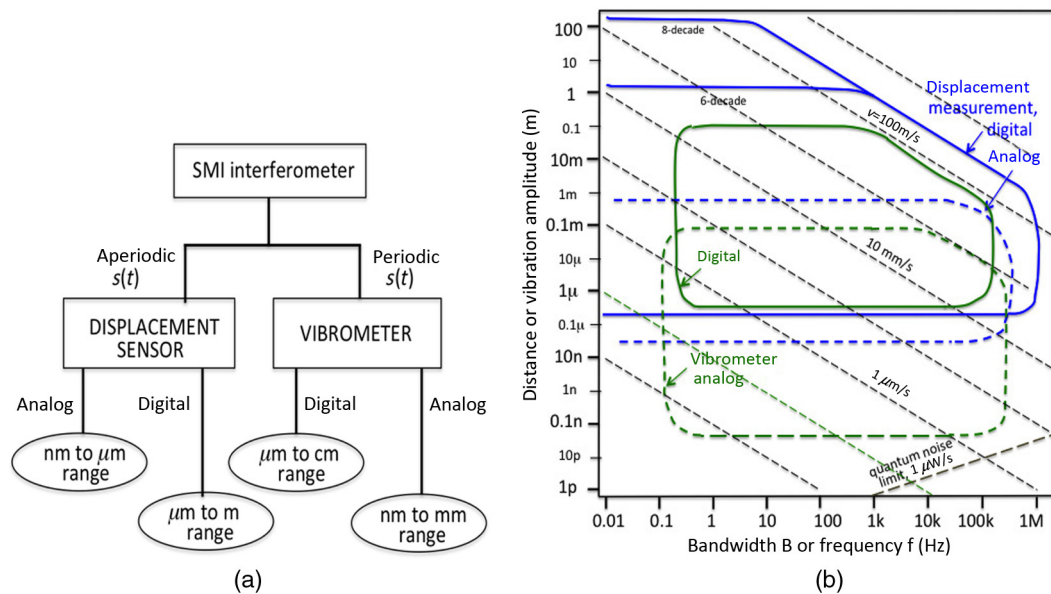 SMI interferometer
Aperiodic
s(t)
Periodic
s(t)
DISPLACEMENT
SENSOR
VIBROMETER
Analog
Digital
Digital
Analog
nm to μm
range
μm to cm
range
μm to m
range
nm to mm
range
(a)
Distance or vibration amplitude (m)
100
10
1
0.1
10m
1m
0.1m
10μ
1μ
0.1μ
10n
1n
0.1n
10p
1p
8-decade
6-decade
Displacement
measurement,
digital
Analog
v=100m/s
10 mm/s
Digital
1 μm/s
Vibrometer
analog
quantum noise
limit, 1 μW/s
0.01
0.1
1
10
100
1k
10k
100k
1M
Bandwidth B or frequency f (Hz)
(b)